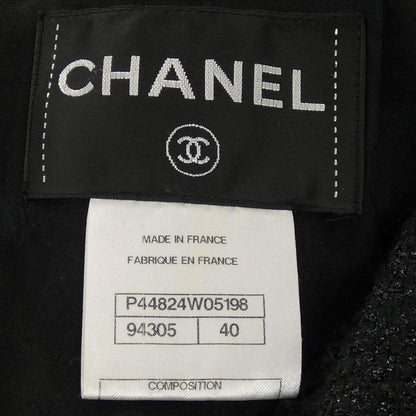 CHANEL
MADE IN FRANCE
FABRIQUE EN FRANCE
P44824W05198
94305 40
COMPOSITION